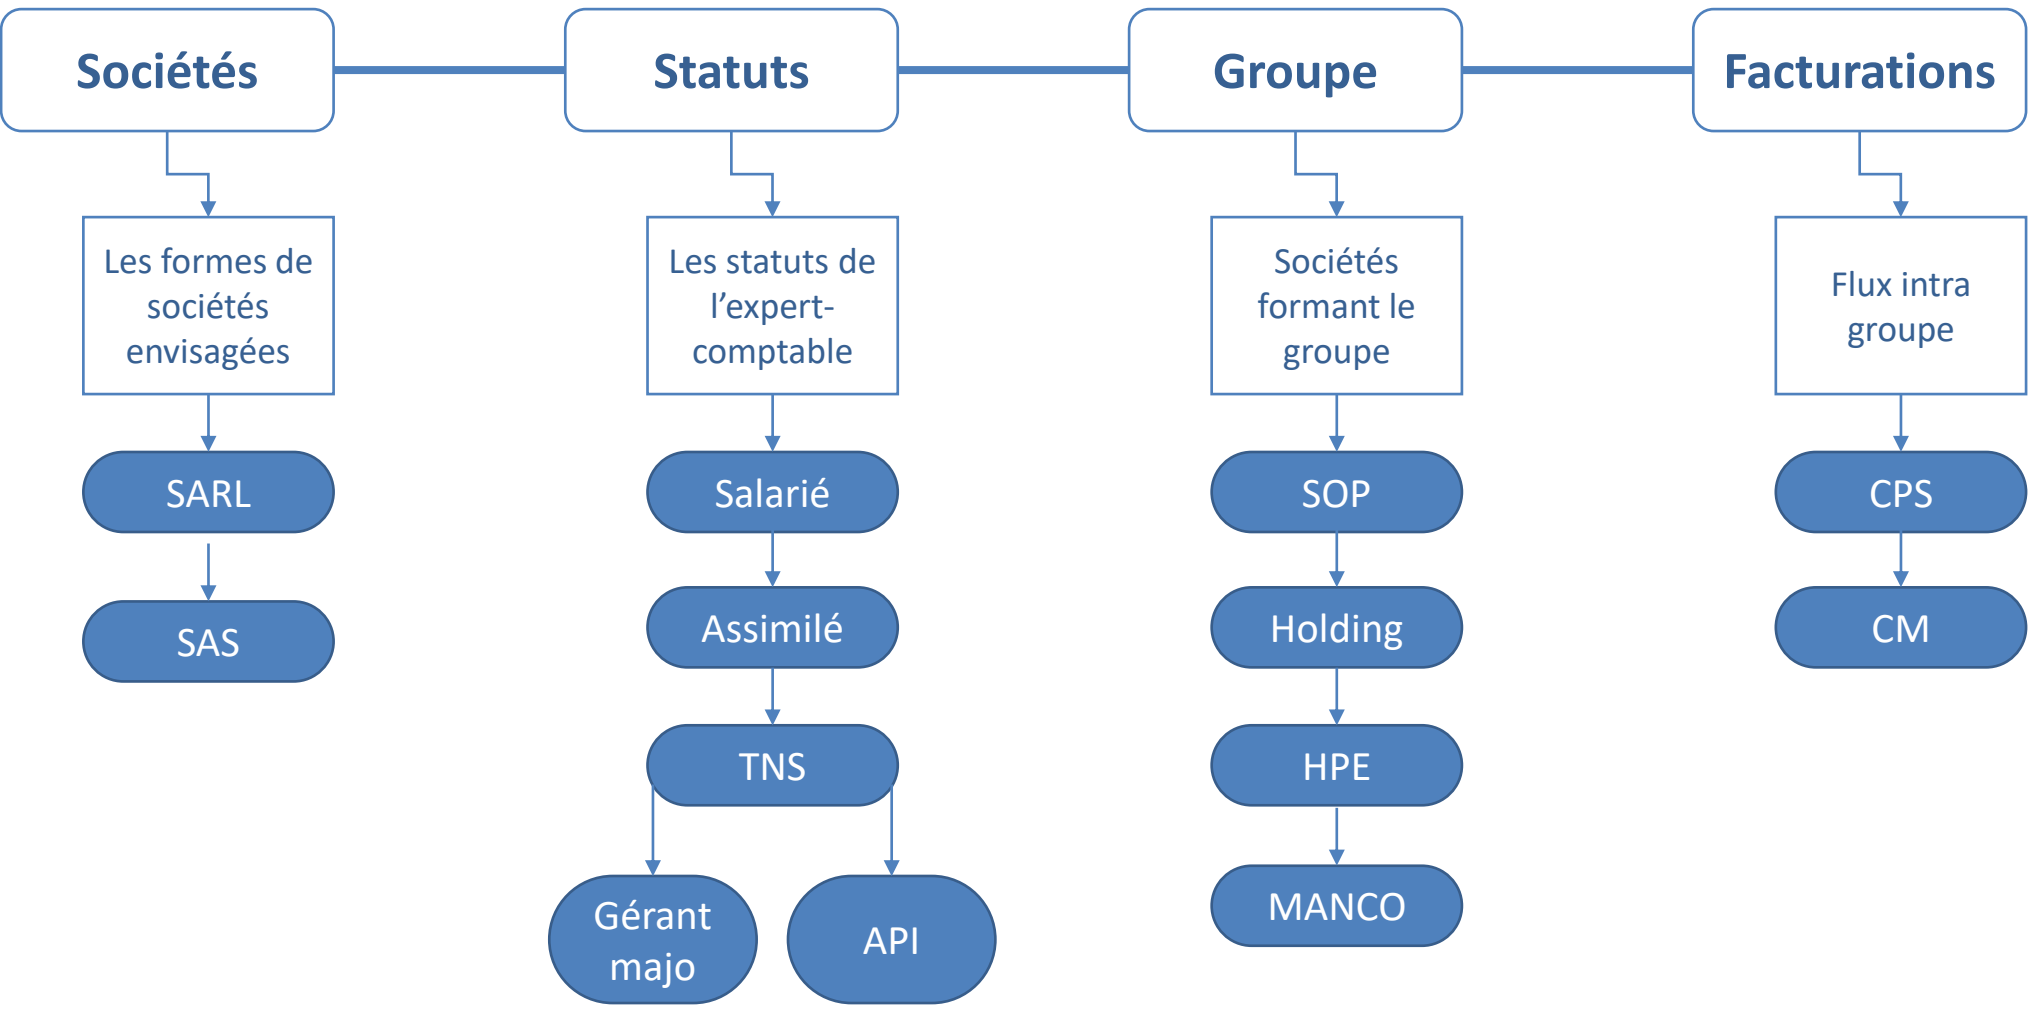 Sociétés
Statuts
Groupe
Facturations
Les formes de
sociétés
envisagées
Les statuts de
l’expert-
comptable
Sociétés
formant le
groupe
Flux intra
groupe
SARL
Salarié
SOP
CPS
SAS
Assimilé
Holding
CM
TNS
HPE
Gérant
majo
API
MANCO